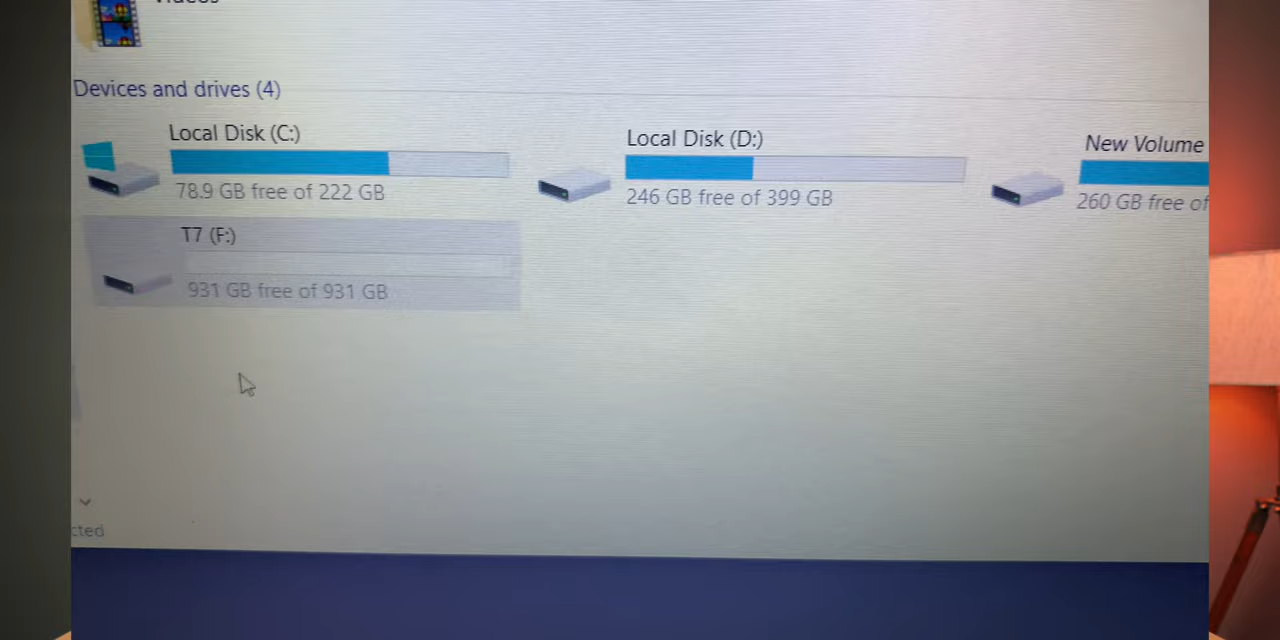 Devices and drives (4)
Local Disk (C:)
78.9 GB free of 222 GB
Local Disk (D:)
246 GB free of 399 GB
New Volume
260 GB free of
T7 (F:)
931 GB free of 931 GB